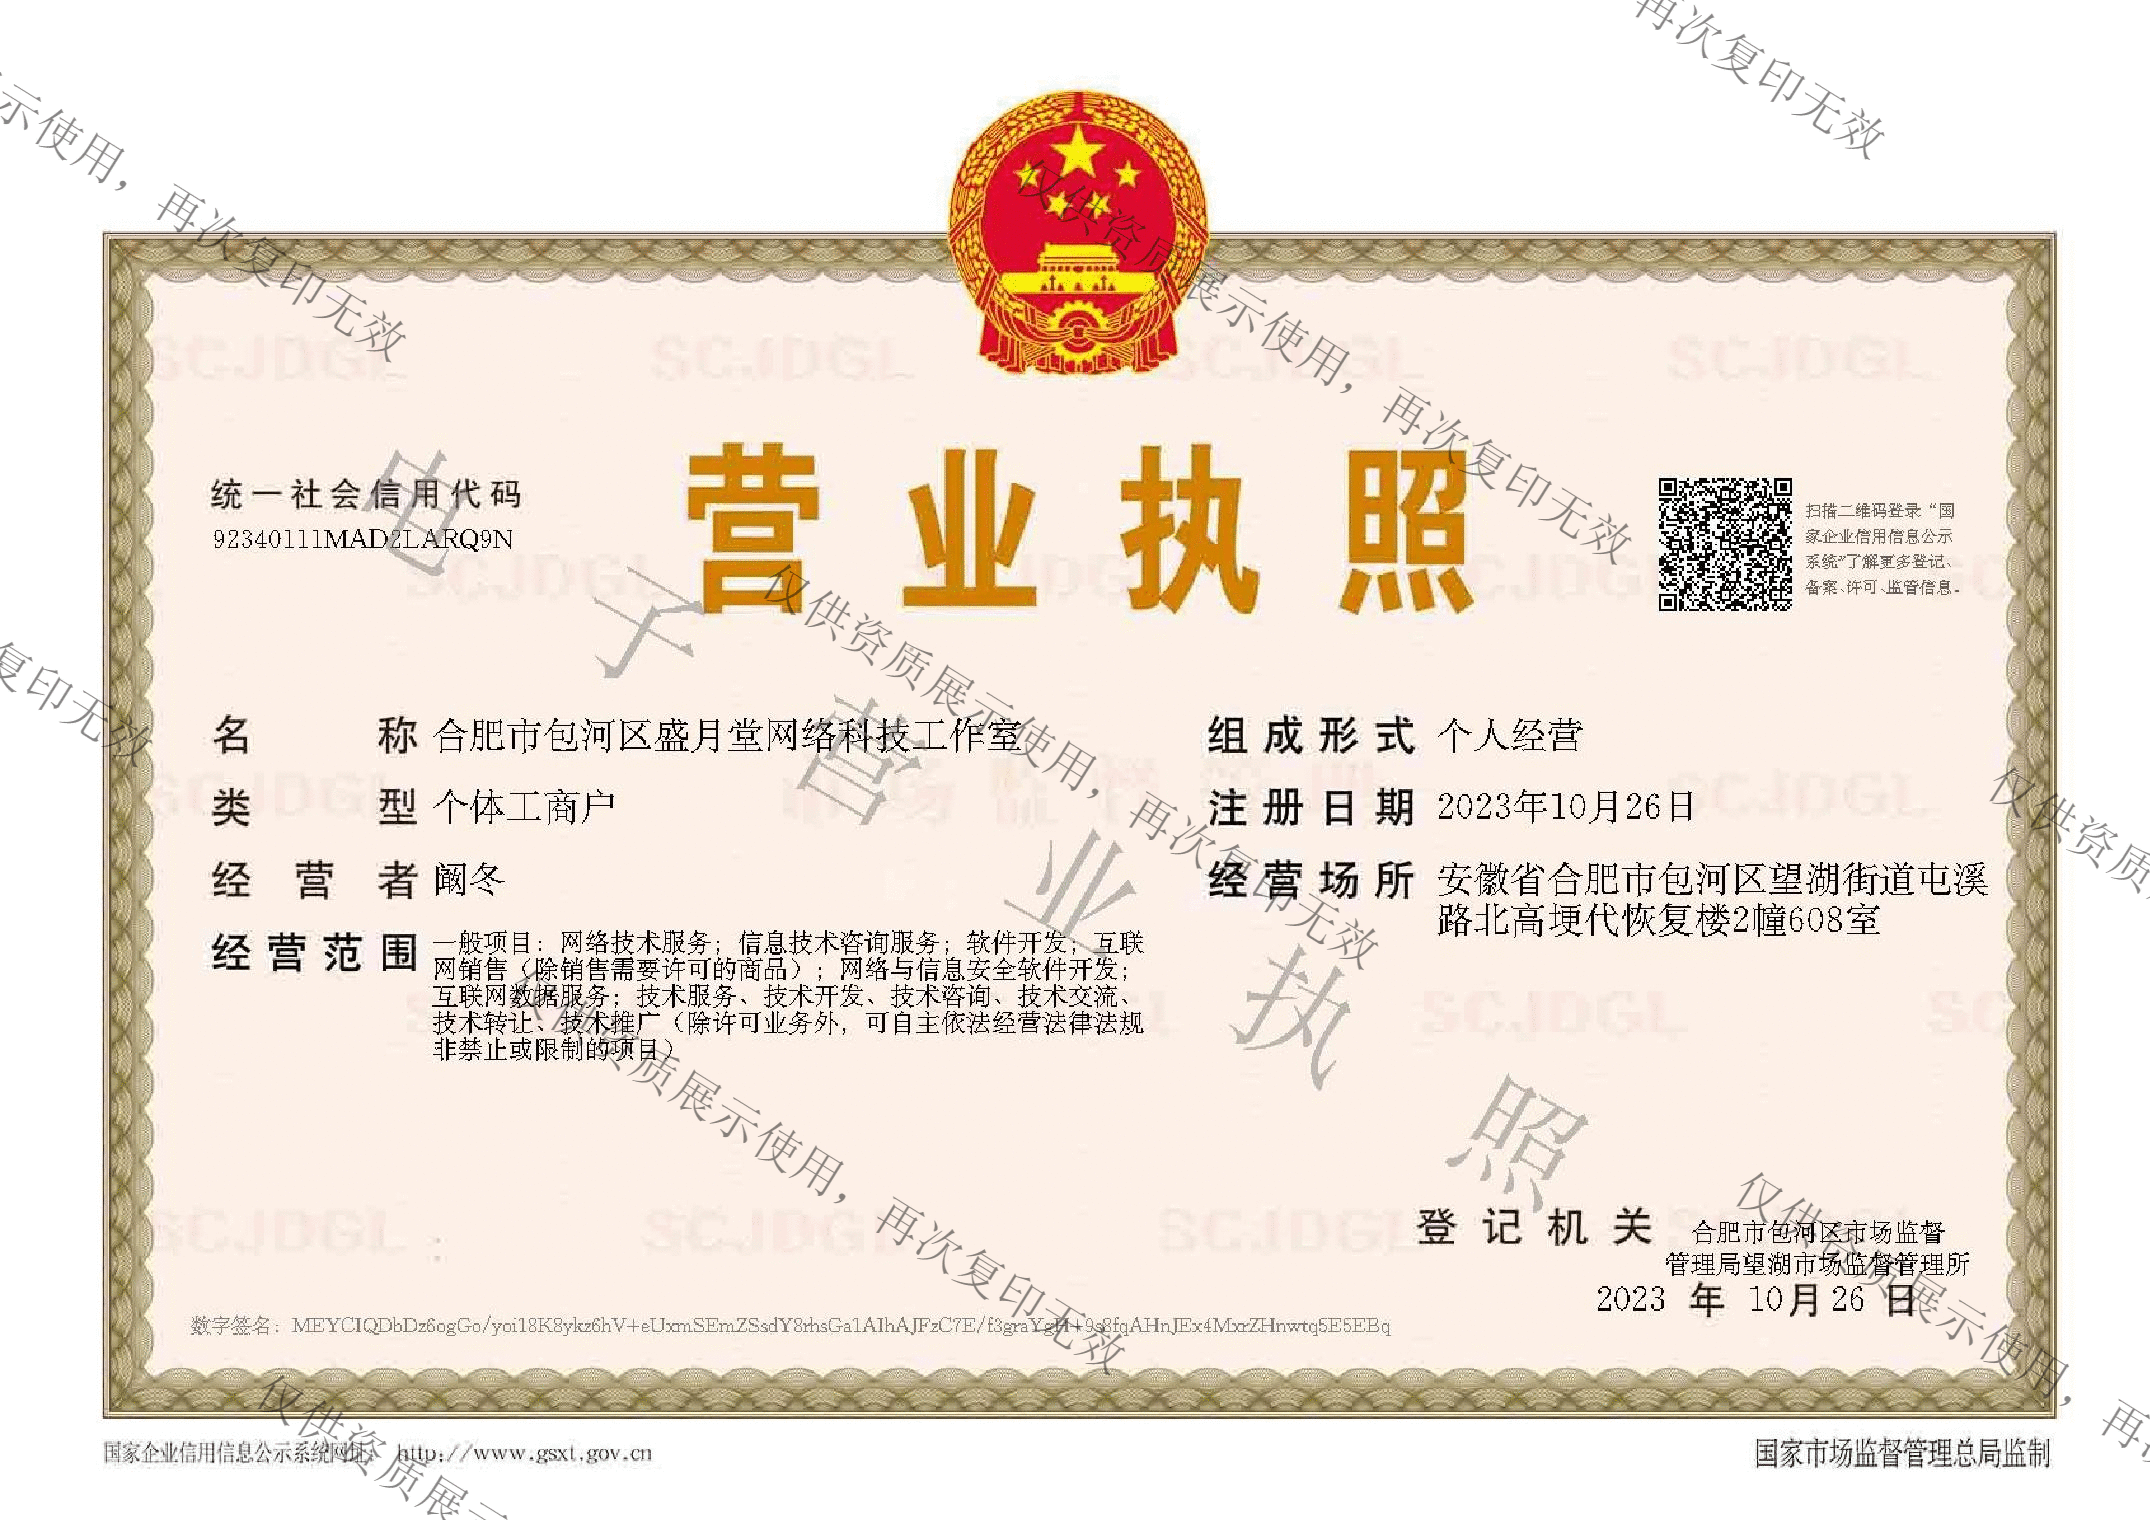 营业执照
统一社会信用代码
92340111MAD2LARQ9N
扫描二维码登录“国
家企业信用信息公示
系统”了解更多登记、
备案、许可、监管信息。
名称 合肥市包河区盛月堂网络科技工作室
类型 个体工商户
经营者 阚冬
经营范围 一般项目：网络技术服务；信息技术咨询服务；软件开发；互联
网销售（除销售需要许可的商品）；网络与信息安全软件开发；
互联网数据服务；技术服务、技术开发、技术咨询、技术交流、
技术转让、技术推广（除许可业务外，可自主依法经营法律法规
非禁止或限制的项目）
组成形式 个人经营
注册日期 2023年10月26日
经营场所 安徽省合肥市包河区望湖街道屯溪
路北高埂代恢复楼2幢608室
登记机关 合肥市包河区市场监督
管理局望湖市场监督管理所
2023 年 10 月 26 日
国家企业信用信息公示系统网址： http://www.gsxt.gov.cn
国家市场监督管理总局监制
电子营业执照
仅供资质展示使用，再次复印无效
SCJDGL